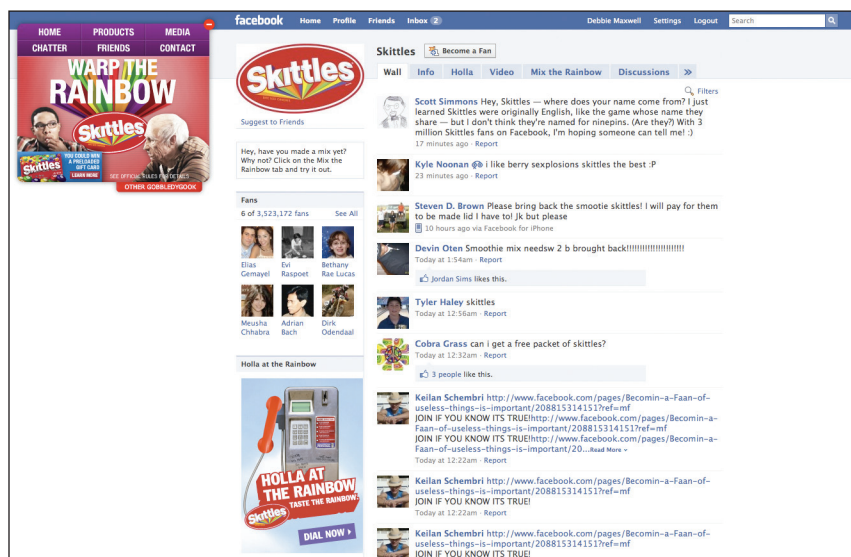 HOME PRODUCTS MEDIA
CHATTER FRIENDS CONTACT
WARP THE
RAINBOW
Skittles
Skittles
YOU COULD WIN
A PRELOADED
GIFT CARD
LEARN MORE
SEE OFFICIAL RULES FOR DETAILS
OTHER GOBBLEDYGOOK
facebook Home Profile Friends Inbox 2 Debbie Maxwell Settings Logout Search
Skittles
Suggest to Friends
Hey, have you made a mix yet?
Why not? Click on the Mix the
Rainbow tab and try it out.
Fans
6 of 3,523,172 fans See All
Elias Gemayel
Evi Raspoet
Bethany Rae Lucas
Meusha Chhabra
Adrian Bach
Dirk Odendaal
Holla at the Rainbow
HOLLA AT
THE RAINBOW
TASTE THE RAINBOW!
Skittles
DIAL NOW
Skittles Become a Fan
Wall Info Holla Video Mix the Rainbow Discussions »
Filters
Scott Simmons Hey, Skittles — where does your name come from? I just
learned Skittles were originally English, like the game whose name they
share — but I don't think they're named for ninepins. (Are they?) With 3
million Skittles fans on Facebook, I'm hoping someone can tell me! :)
17 minutes ago · Report
Kyle Noonan i like berry sexplosions skittles the best :P
23 minutes ago · Report
Steven D. Brown Please bring back the smootie skittles! I will pay for them
to be made lid I have to! Jk but please
10 hours ago via Facebook for iPhone
Devin Oten Smoothie mix needsw 2 b brought back!!!!!!!!!!!!!!!!!!!!!!!
Today at 1:54am · Report
Jordan Sims likes this.
Tyler Haley skittles
Today at 12:56am · Report
Cobra Grass can i get a free packet of skittles?
Today at 12:32am · Report
3 people like this.
Keilan Schembri http://www.facebook.com/pages/Becomin-a-Faan-of-
useless-things-is-important/208815314151?ref=mf
JOIN IF YOU KNOW ITS TRUE!http://www.facebook.com/pages/Becomin-a-
Faan-of-useless-things-is-important/208815314151?ref=mf
JOIN IF YOU KNOW ITS TRUE!http://www.facebook.com/pages/Becomin-a-
Faan-of-useless-things-is-important/20...Read More
Today at 12:22am · Report
Keilan Schembri http://www.facebook.com/pages/Becomin-a-Faan-of-
useless-things-is-important/208815314151?ref=mf
JOIN IF YOU KNOW ITS TRUE!
Today at 12:22am · Report
Keilan Schembri http://www.facebook.com/pages/Becomin-a-Faan-of-
useless-things-is-important/208815314151?ref=mf
JOIN IF YOU KNOW ITS TRUE!